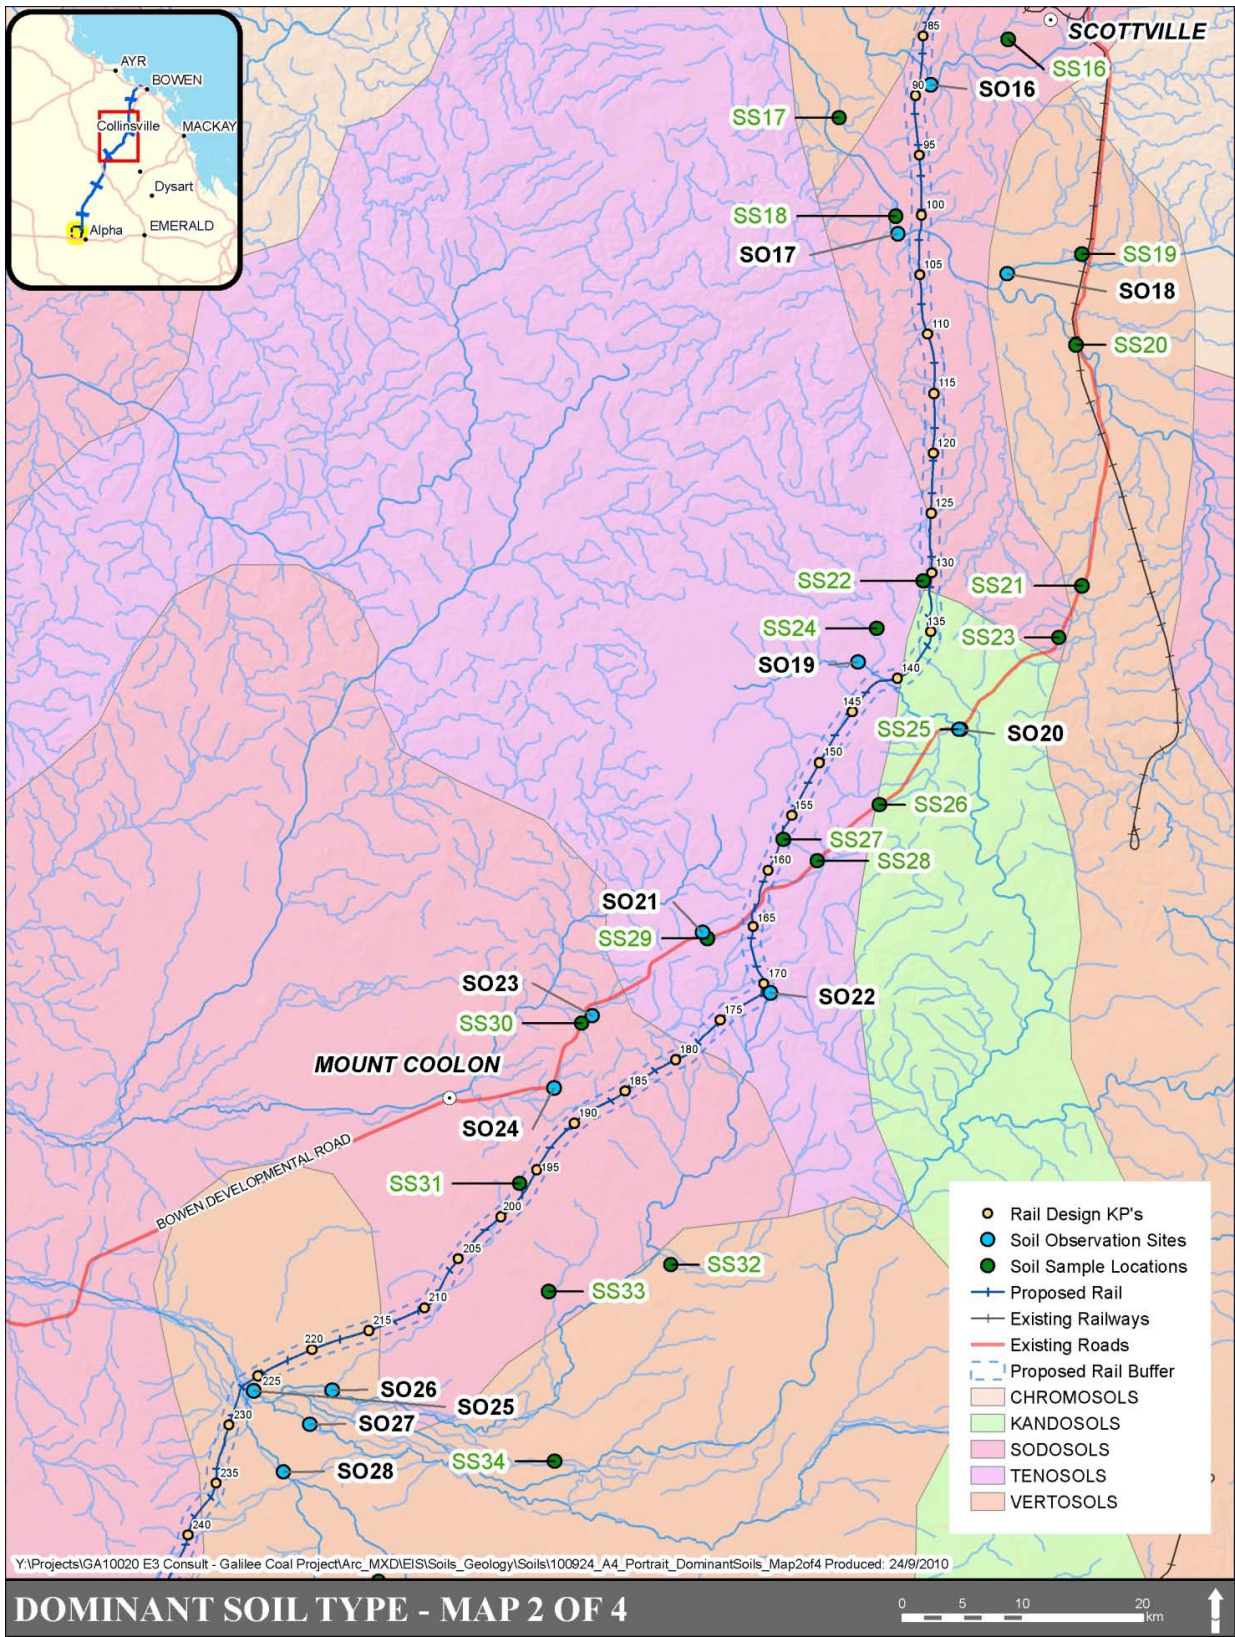 AYR
BOWEN
Collinsville
MACKAY
Dysart
EMERALD
Alpha
85
SCOTTVILLE
SS16
90
SO16
SS17
95
SS18
100
SO17
SS19
105
SO18
110
SS20
115
120
125
130
SS22
SS21
135
SS24
SS23
SO19
140
145
SS25
SO20
150
155
SS26
SS27
160
SS28
SO21
165
SS29
170
SO23
SO22
175
SS30
180
MOUNT COOLON
185
190
SO24
BOWEN DEVELOPMENTAL ROAD
195
SS31
200
205
SS32
SS33
210
215
220
225
SO26
SO25
230
SO27
SS34
SO28
235
240
Rail Design KP's
Soil Observation Sites
Soil Sample Locations
Proposed Rail
Existing Railways
Existing Roads
Proposed Rail Buffer
CHROMOSOLS
KANDOSOLS
SODOSOLS
TENOSOLS
VERTOSOLS
Y:\Projects\GA10020 E3 Consult - Galilee Coal Project\Arc_MXD\EIS\Soils_Geology\Soils\100924_A4_Portrait_DominantSoils_Map2of4 Produced: 24/9/2010
DOMINANT SOIL TYPE - MAP 2 OF 4
0 5 10 20
km